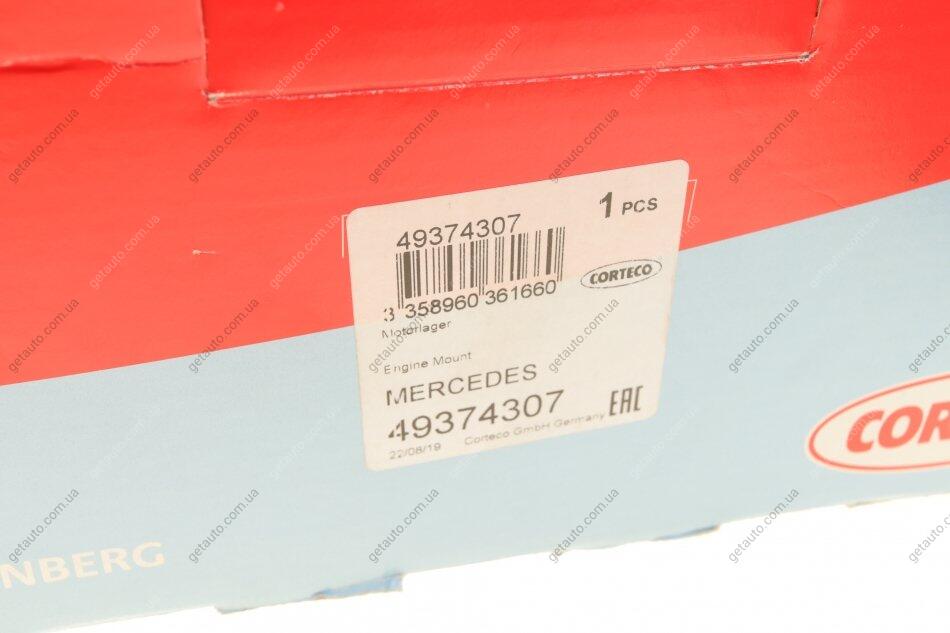 49374307
1 PCS
3 358960 361660
CORTECO
Motorlager
Engine Mount
MERCEDES
49374307
EAC
22/08/19 Corteco GmbH Germany
COR
NBERG
getauto.com.ua